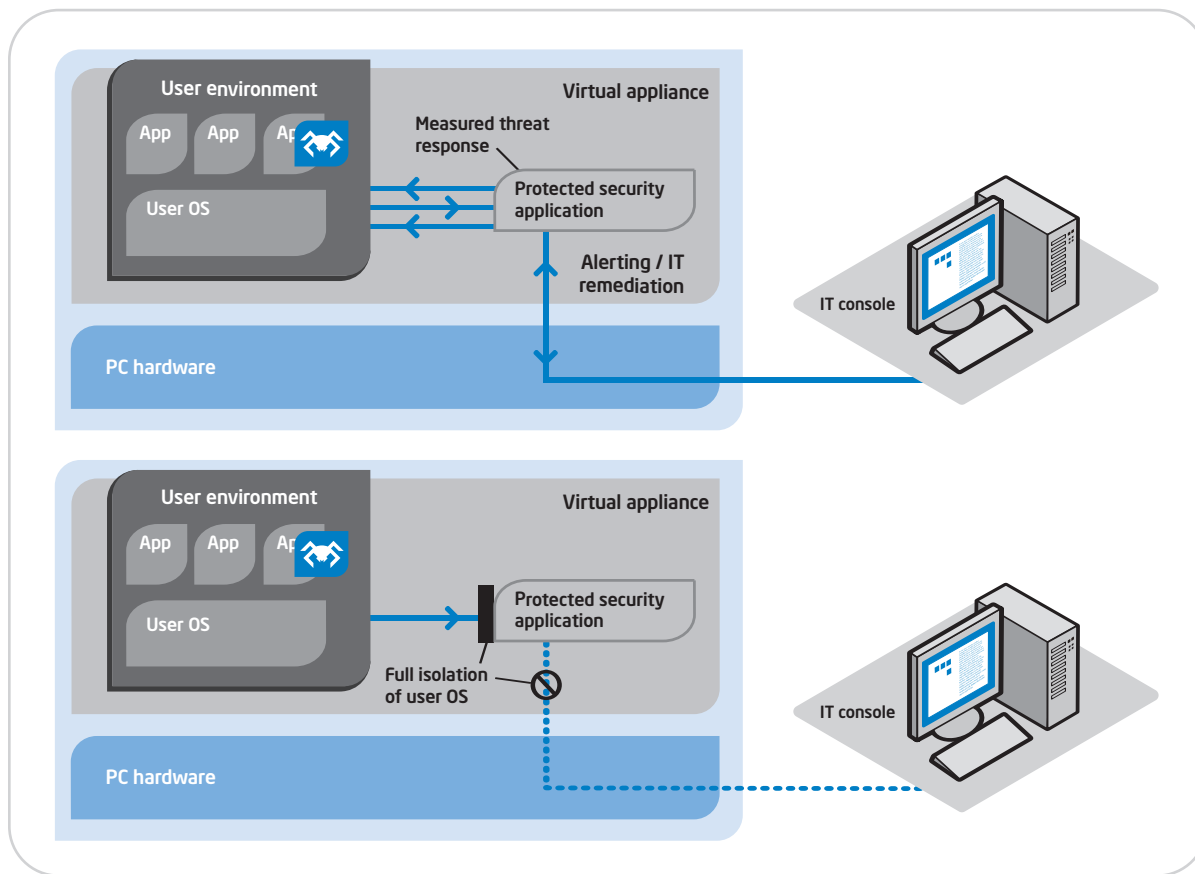 User environment
Virtual appliance
App
App
Ap
Measured threat
response
User OS
Protected security
application
Alerting / IT
remediation
IT console
PC hardware
User environment
Virtual appliance
App
App
Ap
User OS
Protected security
application
Full isolation
of user OS
IT console
PC hardware